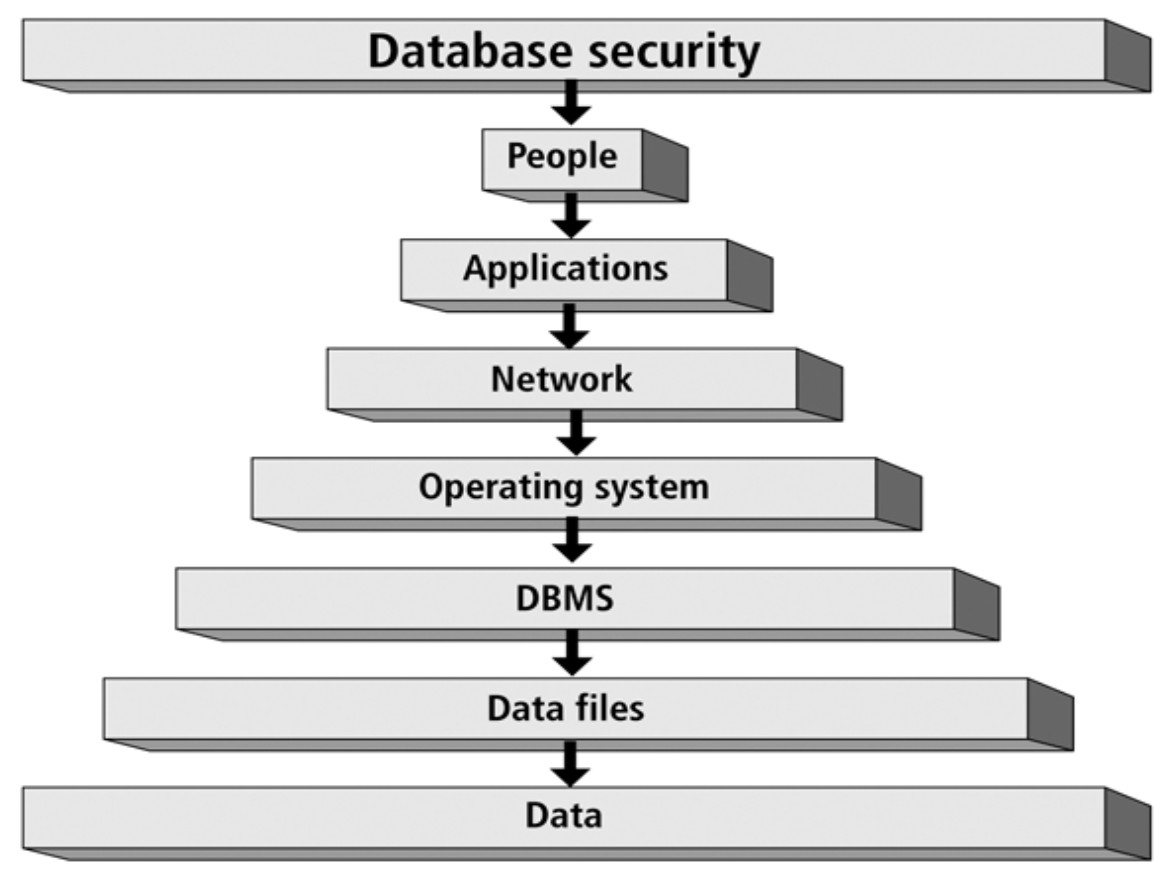 Database security
People
Applications
Network
Operating system
DBMS
Data files
Data